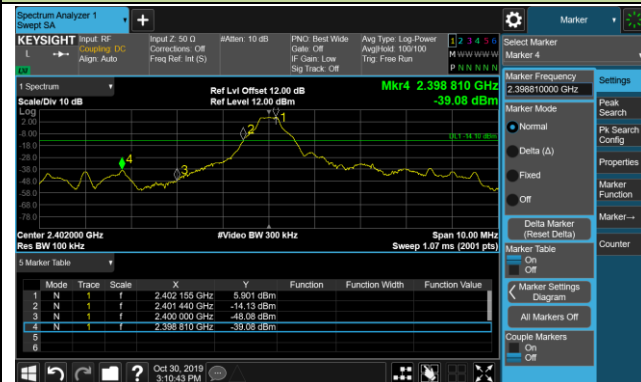 Spectrum Analyzer 1
Swept SA
Marker
KEYSIGHT
L
Input: RF
Coupling: DC
Align: Auto
Input Z: 50 Ω
Corrections: Off
Freq Ref: Int (S)
#Atten: 10 dB
PNO: Best Wide
Gate: Off
IF Gain: Low
Sig Track: Off
Avg Type: Log-Power
Avg|Hold: 100/100
Trig: Free Run
1 2 3 4 5 6
M W W W W W
P N N N N N
Select Marker
Marker 4
1 Spectrum
Scale/Div 10 dB
Log
Ref Lvl Offset 12.00 dB
Ref Level 12.00 dBm
Mkr4 2.398 810 GHz
-39.08 dBm
2.00
-8.00
-18.0
-28.0
-38.0
-48.0
-58.0
-68.0
-78.0
1
2
3
4
DL1 -14.10 dBm
Center 2.402000 GHz
Res BW 100 kHz
#Video BW 300 kHz
Span 10.00 MHz
Sweep 1.07 ms (2001 pts)
5 Marker Table
Mode Trace Scale X Y Function Function Width Function Value
1 N 1 f 2.402 155 GHz 5.901 dBm
2 N 1 f 2.401 440 GHz -14.13 dBm
3 N 1 f 2.400 000 GHz -48.08 dBm
4 N 1 f 2.398 810 GHz -39.08 dBm
5
6
Marker Frequency
2.398810000 GHz
Marker Mode
Normal
Delta (Δ)
Fixed
Off
Delta Marker
(Reset Delta)
Marker Table
On
Off
Marker Settings
Diagram
All Markers Off
Couple Markers
On
Off
Settings
Peak
Search
Pk Search
Config
Properties
Marker
Function
Marker→
Counter
Oct 30, 2019
3:10:43 PM